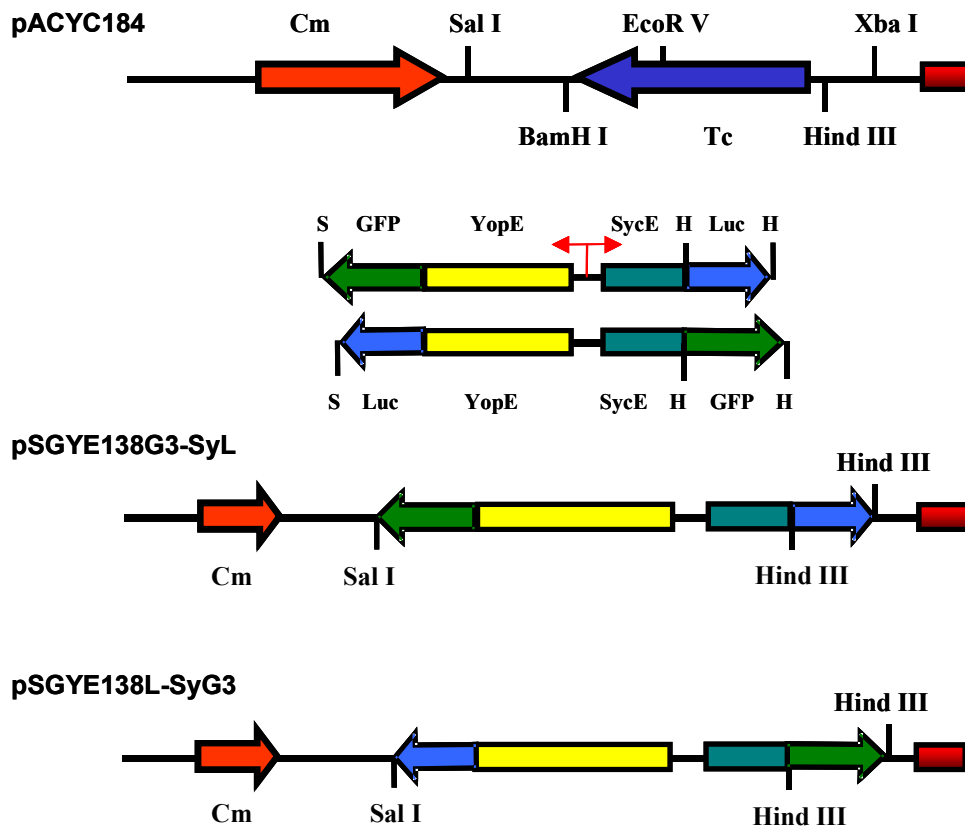 pACYC184
Cm Sal I EcoR V Xba I
BamH I Tc Hind III
S GFP YopE SycE H Luc H
S Luc YopE SycE H GFP H
pSGYE138G3-SyL
Hind III
Cm Sal I Hind III
pSGYE138L-SyG3
Hind III
Cm Sal I Hind III